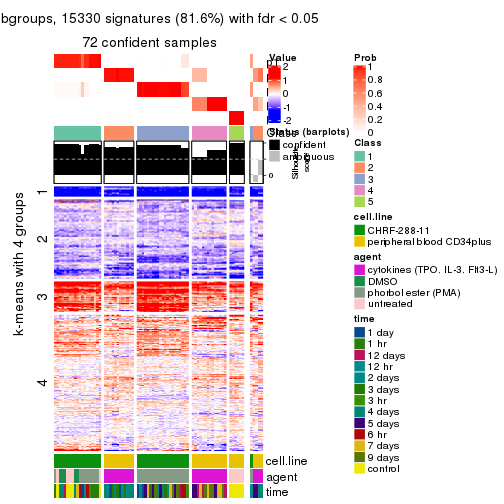 bgroups, 15330 signatures (81.6%) with fdr < 0.05
72 confident samples
k-means with 4 groups
1
2
3
4
Value
2
1
0
-1
-2
Status (barplots)
confident
ambiguous
Silhouette
score
0
Prob
1
0.8
0.6
0.4
0.2
0
Class
1
2
3
4
5
cell.line
CHRF-288-11
peripheral blood CD34plus
agent
cytokines (TPO, IL-3, Flt3-L)
DMSO
phorbol ester (PMA)
untreated
time
1 day
1 hr
12 days
12 hr
2 days
3 days
3 hr
4 days
5 days
6 hr
7 days
9 days
control
cell.line
agent
time